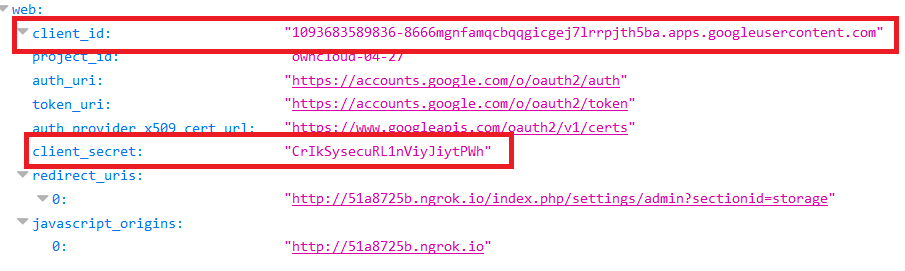 web:
client_id: "1093683589836-8666mgnfamqcbqqgicgej7lrrpjth5ba.apps.googleusercontent.com"
project_id: "owncloud-04-27"
auth_uri: "https://accounts.google.com/o/oauth2/auth"
token_uri: "https://accounts.google.com/o/oauth2/token"
auth_provider_x509_cert_url: "https://www.googleapis.com/oauth2/v1/certs"
client_secret: "CrIkSysecuRL1nViyJiytPWh"
redirect_uris:
0: "http://51a8725b.ngrok.io/index.php/settings/admin?sectionid=storage"
javascript_origins:
0: "http://51a8725b.ngrok.io"